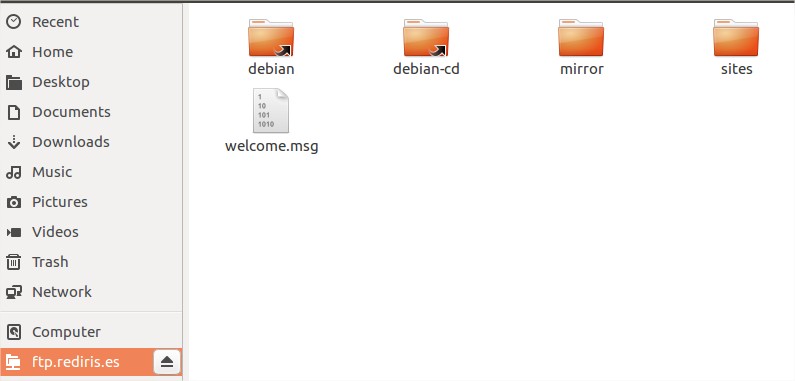 Recent
Home
Desktop
Documents
Downloads
Music
Pictures
Videos
Trash
Network
Computer
ftp.rediris.es
debian
debian-cd
mirror
sites
1
10
101
1010
welcome.msg